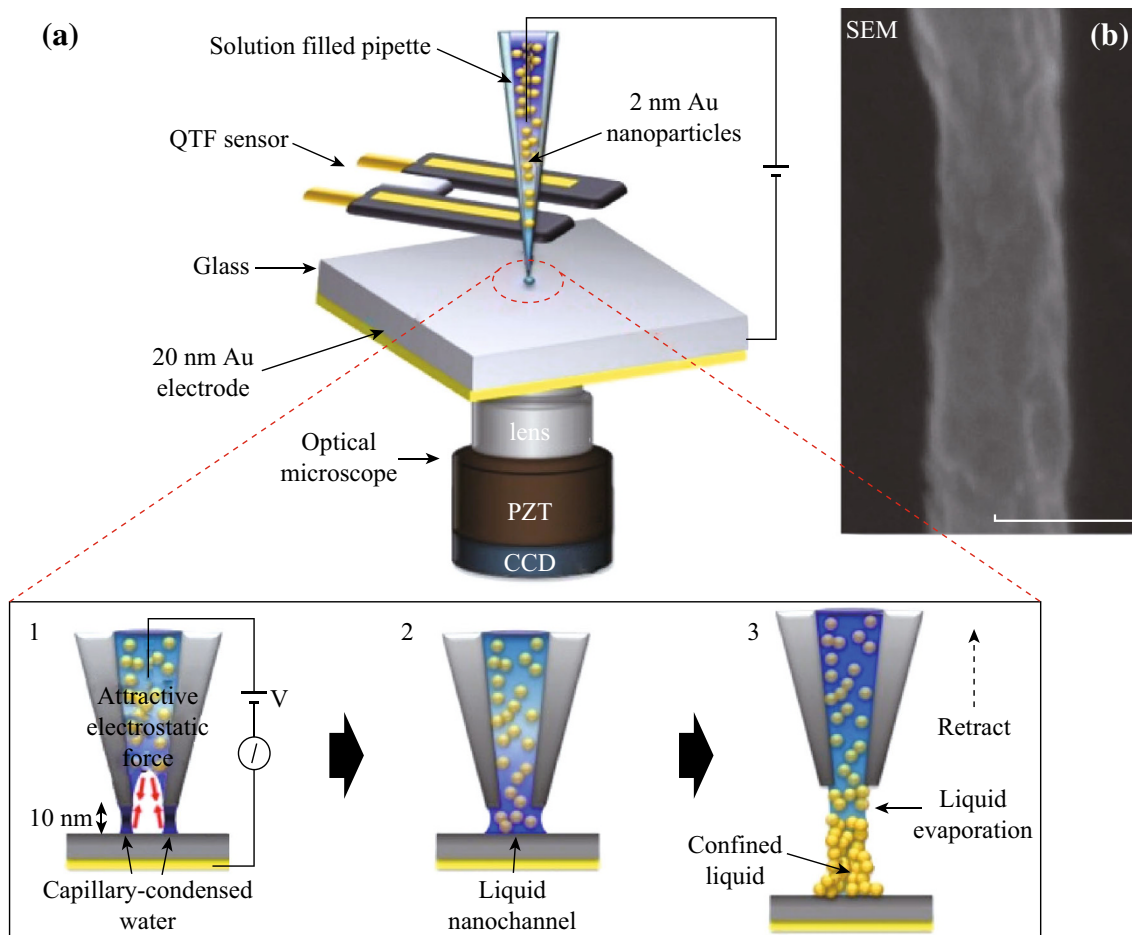 (a)
Solution filled pipette
2 nm Au
nanoparticles
QTF sensor
Glass
20 nm Au
electrode
Optical
microscope
lens
PZT
CCD
SEM
(b)
1
Attractive
electrostatic
force
V
I
10 nm
Capillary-condensed
water
2
Liquid
nanochannel
3
Retract
Liquid
evaporation
Confined
liquid